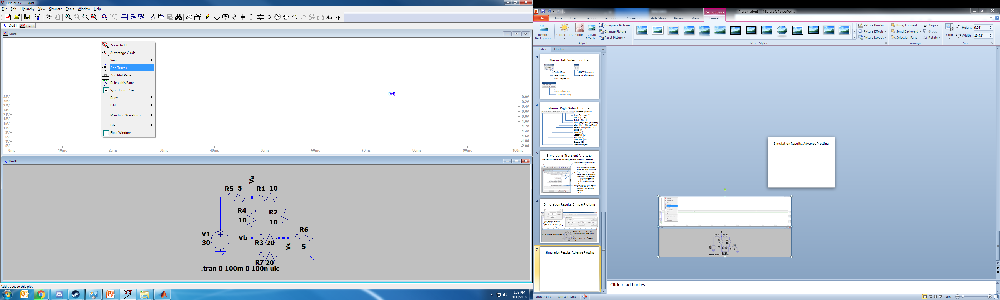 LTspice XVII - Draft1
File Edit Hierarchy View Simulate Tools Window Help
Draft1 Draft1
Draft1
Zoom to Fit
Autorange Y-axis
View
Add Traces
Add Plot Pane
Delete this Pane
Sync. Horiz. Axes
Draw
Edit
Marching Waveforms
File
Float Window
I(V1)
33V
30V
27V
24V
21V
18V
15V
12V
9V
6V
3V
0V
0.0A
-0.2A
-0.4A
-0.6A
-0.8A
-1.0A
-1.2A
-1.4A
-1.6A
-1.8A
-2.0A
0ms 10ms 20ms 30ms 40ms 50ms 60ms 70ms 80ms 90ms 100ms
Draft1
Va
R5 5 R1 10
R4 10
R2 10
R6 5
V1 30
Vb
R3 20
Vc
R7 20
.tran 0 100m 0 100n uic
Add traces to this plot
1:32 PM
9/30/2018
Picture Tools
Presentation1 - Microsoft PowerPoint
File Home Insert Design Transitions Animations Slide Show Review View Format
Remove Background
Corrections
Color
Artistic Effects
Compress Pictures
Change Picture
Reset Picture
Adjust
Picture Styles
Picture Border
Picture Effects
Picture Layout
Bring Forward
Send Backward
Selection Pane
Align
Group
Rotate
Arrange
Crop
Height: 9.04"
Width: 19.92"
Size
Slides Outline
3
Menus: Left Side of Toolbar
Control Panel
Save (Ctrl+S)
New File (Ctrl+N)
HALT Simulation
RUN Simulation
Auto-Fit Graph
Zoom Function(s)
4
Menus: Right Side of Toolbar
Command (Hotkey)
Spice Directive (S)
Mirror (Ctrl+E)
Rotate (Ctrl+R)
Undo (F9)/Redo (Shift+F9)
Move (Large) Drag (Small)
Generic Component (F2)
Diode (D)
Inductor (L)
Capacitor (C)
Resistor (R)
Label Net (F4)
Ground (G)
Draw Wire (F3)
5
Simulating (Transient Analysis)
6
Simulation Results: Simple Plotting
7
Simulation Results: Advance Plotting
Simulation Results: Advance Plotting
.tran 0 100m 0 100n uic
Click to add notes
Slide 7 of 7 "Office Theme" 25%